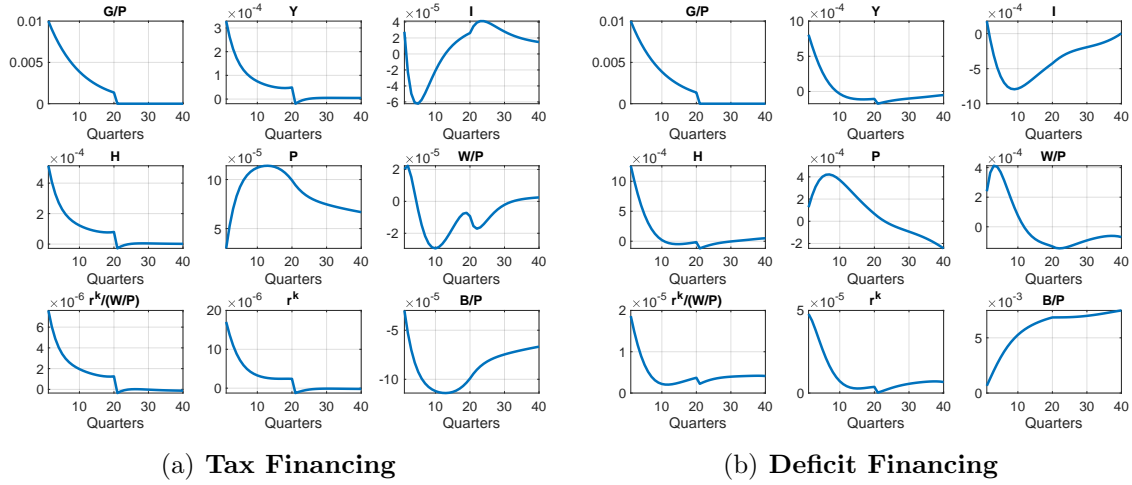 G/P
0.01
0.005
0
10 20 30 40
Quarters
×10⁻⁴
Y
3
2
1
0
10 20 30 40
Quarters
×10⁻⁵
I
4
2
0
-2
-4
-6
10 20 30 40
Quarters
×10⁻⁴
H
4
2
0
10 20 30 40
Quarters
×10⁻⁵
P
10
5
10 20 30 40
Quarters
×10⁻⁵
W/P
0
-2
10 20 30 40
Quarters
×10⁻⁶
rᵏ/(W/P)
6
4
2
0
10 20 30 40
Quarters
×10⁻⁶
rᵏ
20
10
0
10 20 30 40
Quarters
×10⁻⁵
B/P
-5
-10
10 20 30 40
Quarters
(a) Tax Financing
G/P
0.01
0.005
0
10 20 30 40
Quarters
×10⁻⁴
Y
10
5
0
10 20 30 40
Quarters
×10⁻⁴
I
0
-5
-10
10 20 30 40
Quarters
×10⁻⁴
H
10
5
0
10 20 30 40
Quarters
×10⁻⁴
P
4
2
0
-2
10 20 30 40
Quarters
×10⁻⁴
W/P
4
2
0
10 20 30 40
Quarters
×10⁻⁵
rᵏ/(W/P)
2
1
0
10 20 30 40
Quarters
×10⁻⁵
rᵏ
5
0
10 20 30 40
Quarters
×10⁻³
B/P
5
0
10 20 30 40
Quarters
(b) Deficit Financing